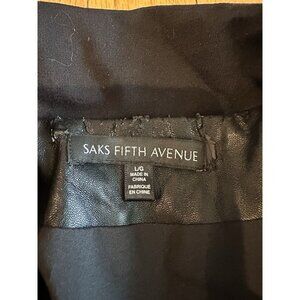 SAKS FIFTH AVENUE
L/G
MADE IN
CHINA
FABRIQUÉ
EN CHINE